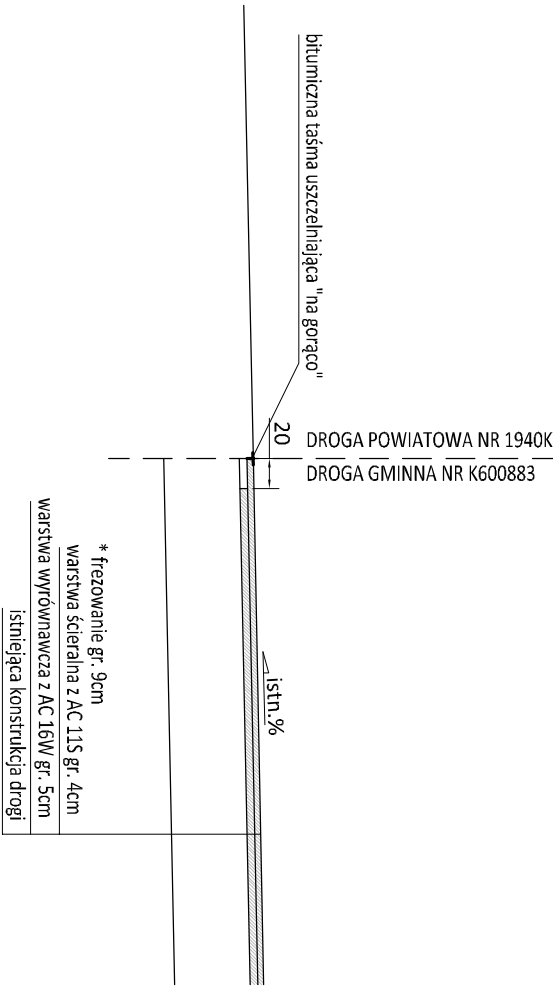 DROGA POWIATOWA NR 1940K
DROGA GMINNA NR K600883
20
bitumiczna taśma uszczelniająca "na gorąco"
istn.%
* frezowanie gr. 9cm
warstwa ścieralna z AC 11S gr. 4cm
warstwa wyrównawcza z AC 16W gr. 5cm
istniejąca konstrukcja drogi